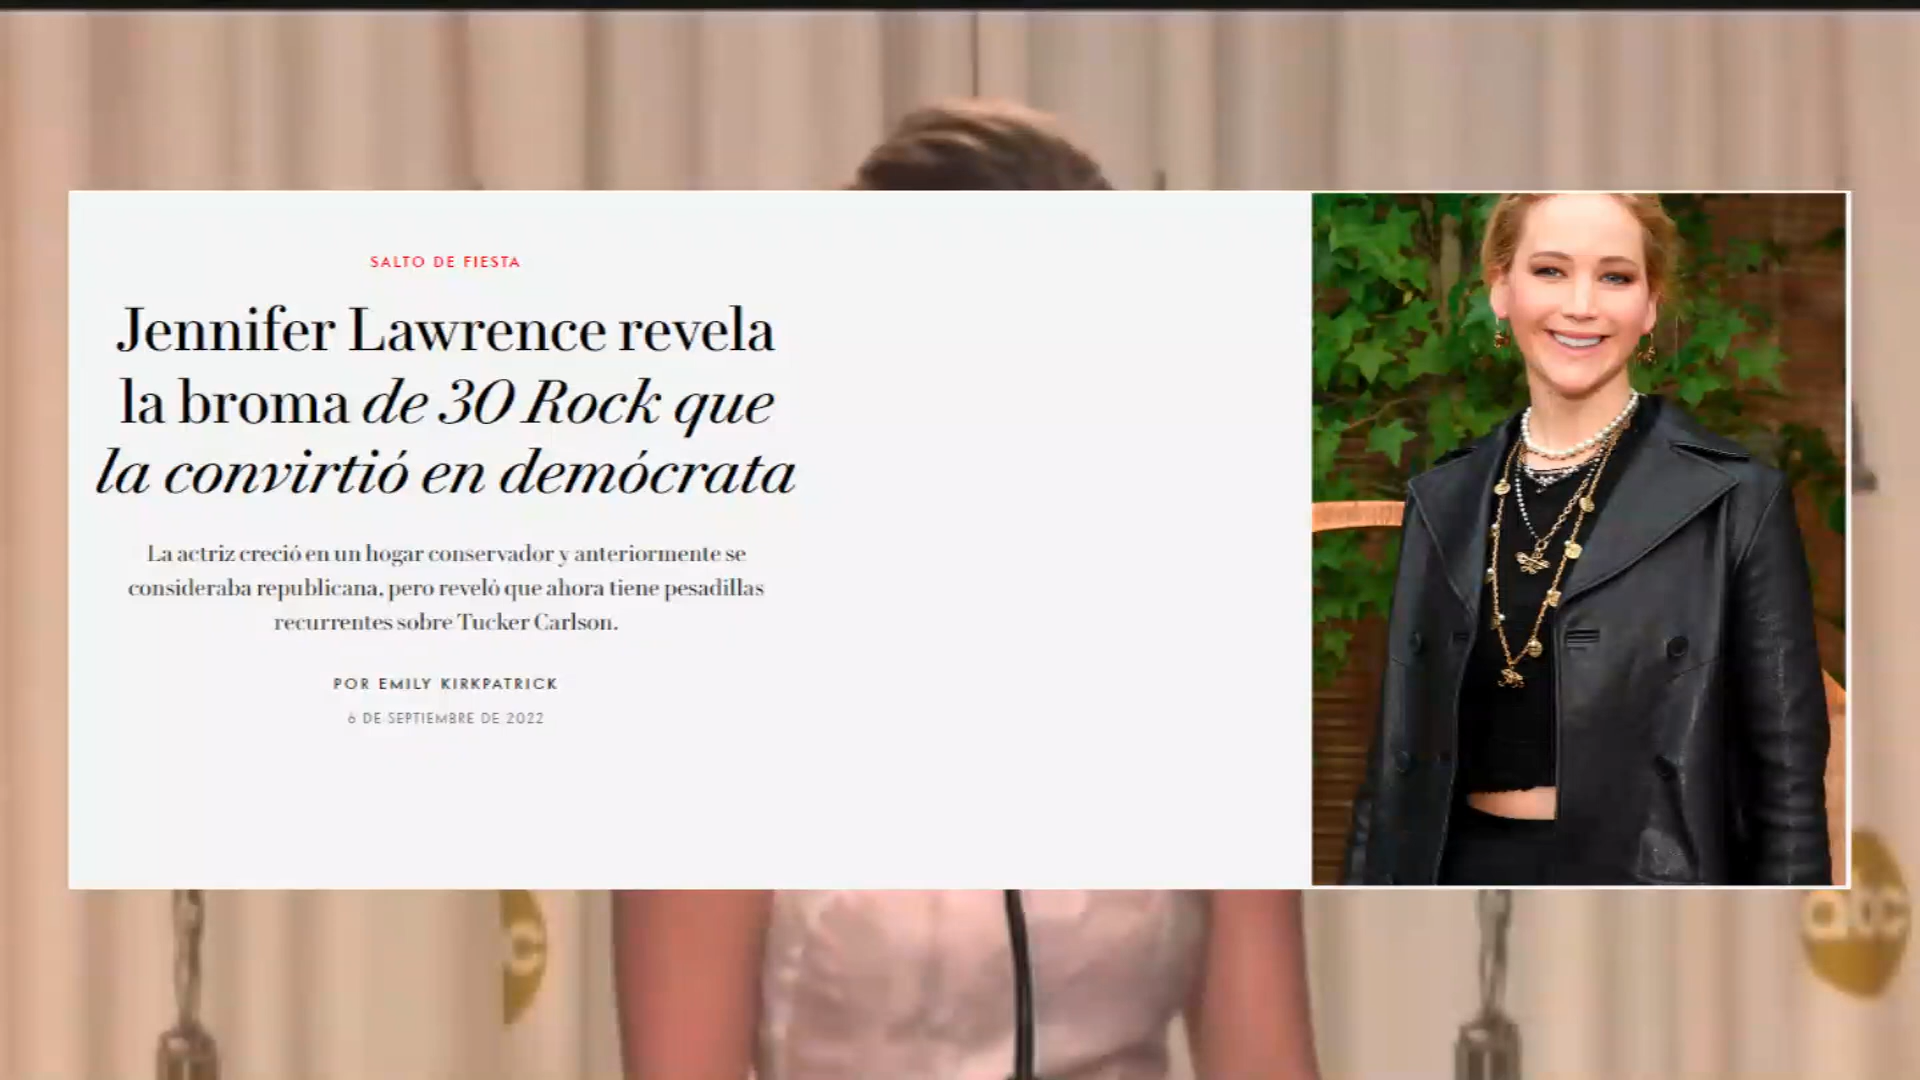 SALTO DE FIESTA
Jennifer Lawrence revela
la broma de 30 Rock que
la convirtió en demócrata
La actriz creció en un hogar conservador y anteriormente se
consideraba republicana, pero reveló que ahora tiene pesadillas
recurrentes sobre Tucker Carlson.
POR EMILY KIRKPATRICK
6 DE SEPTIEMBRE DE 2022
abc